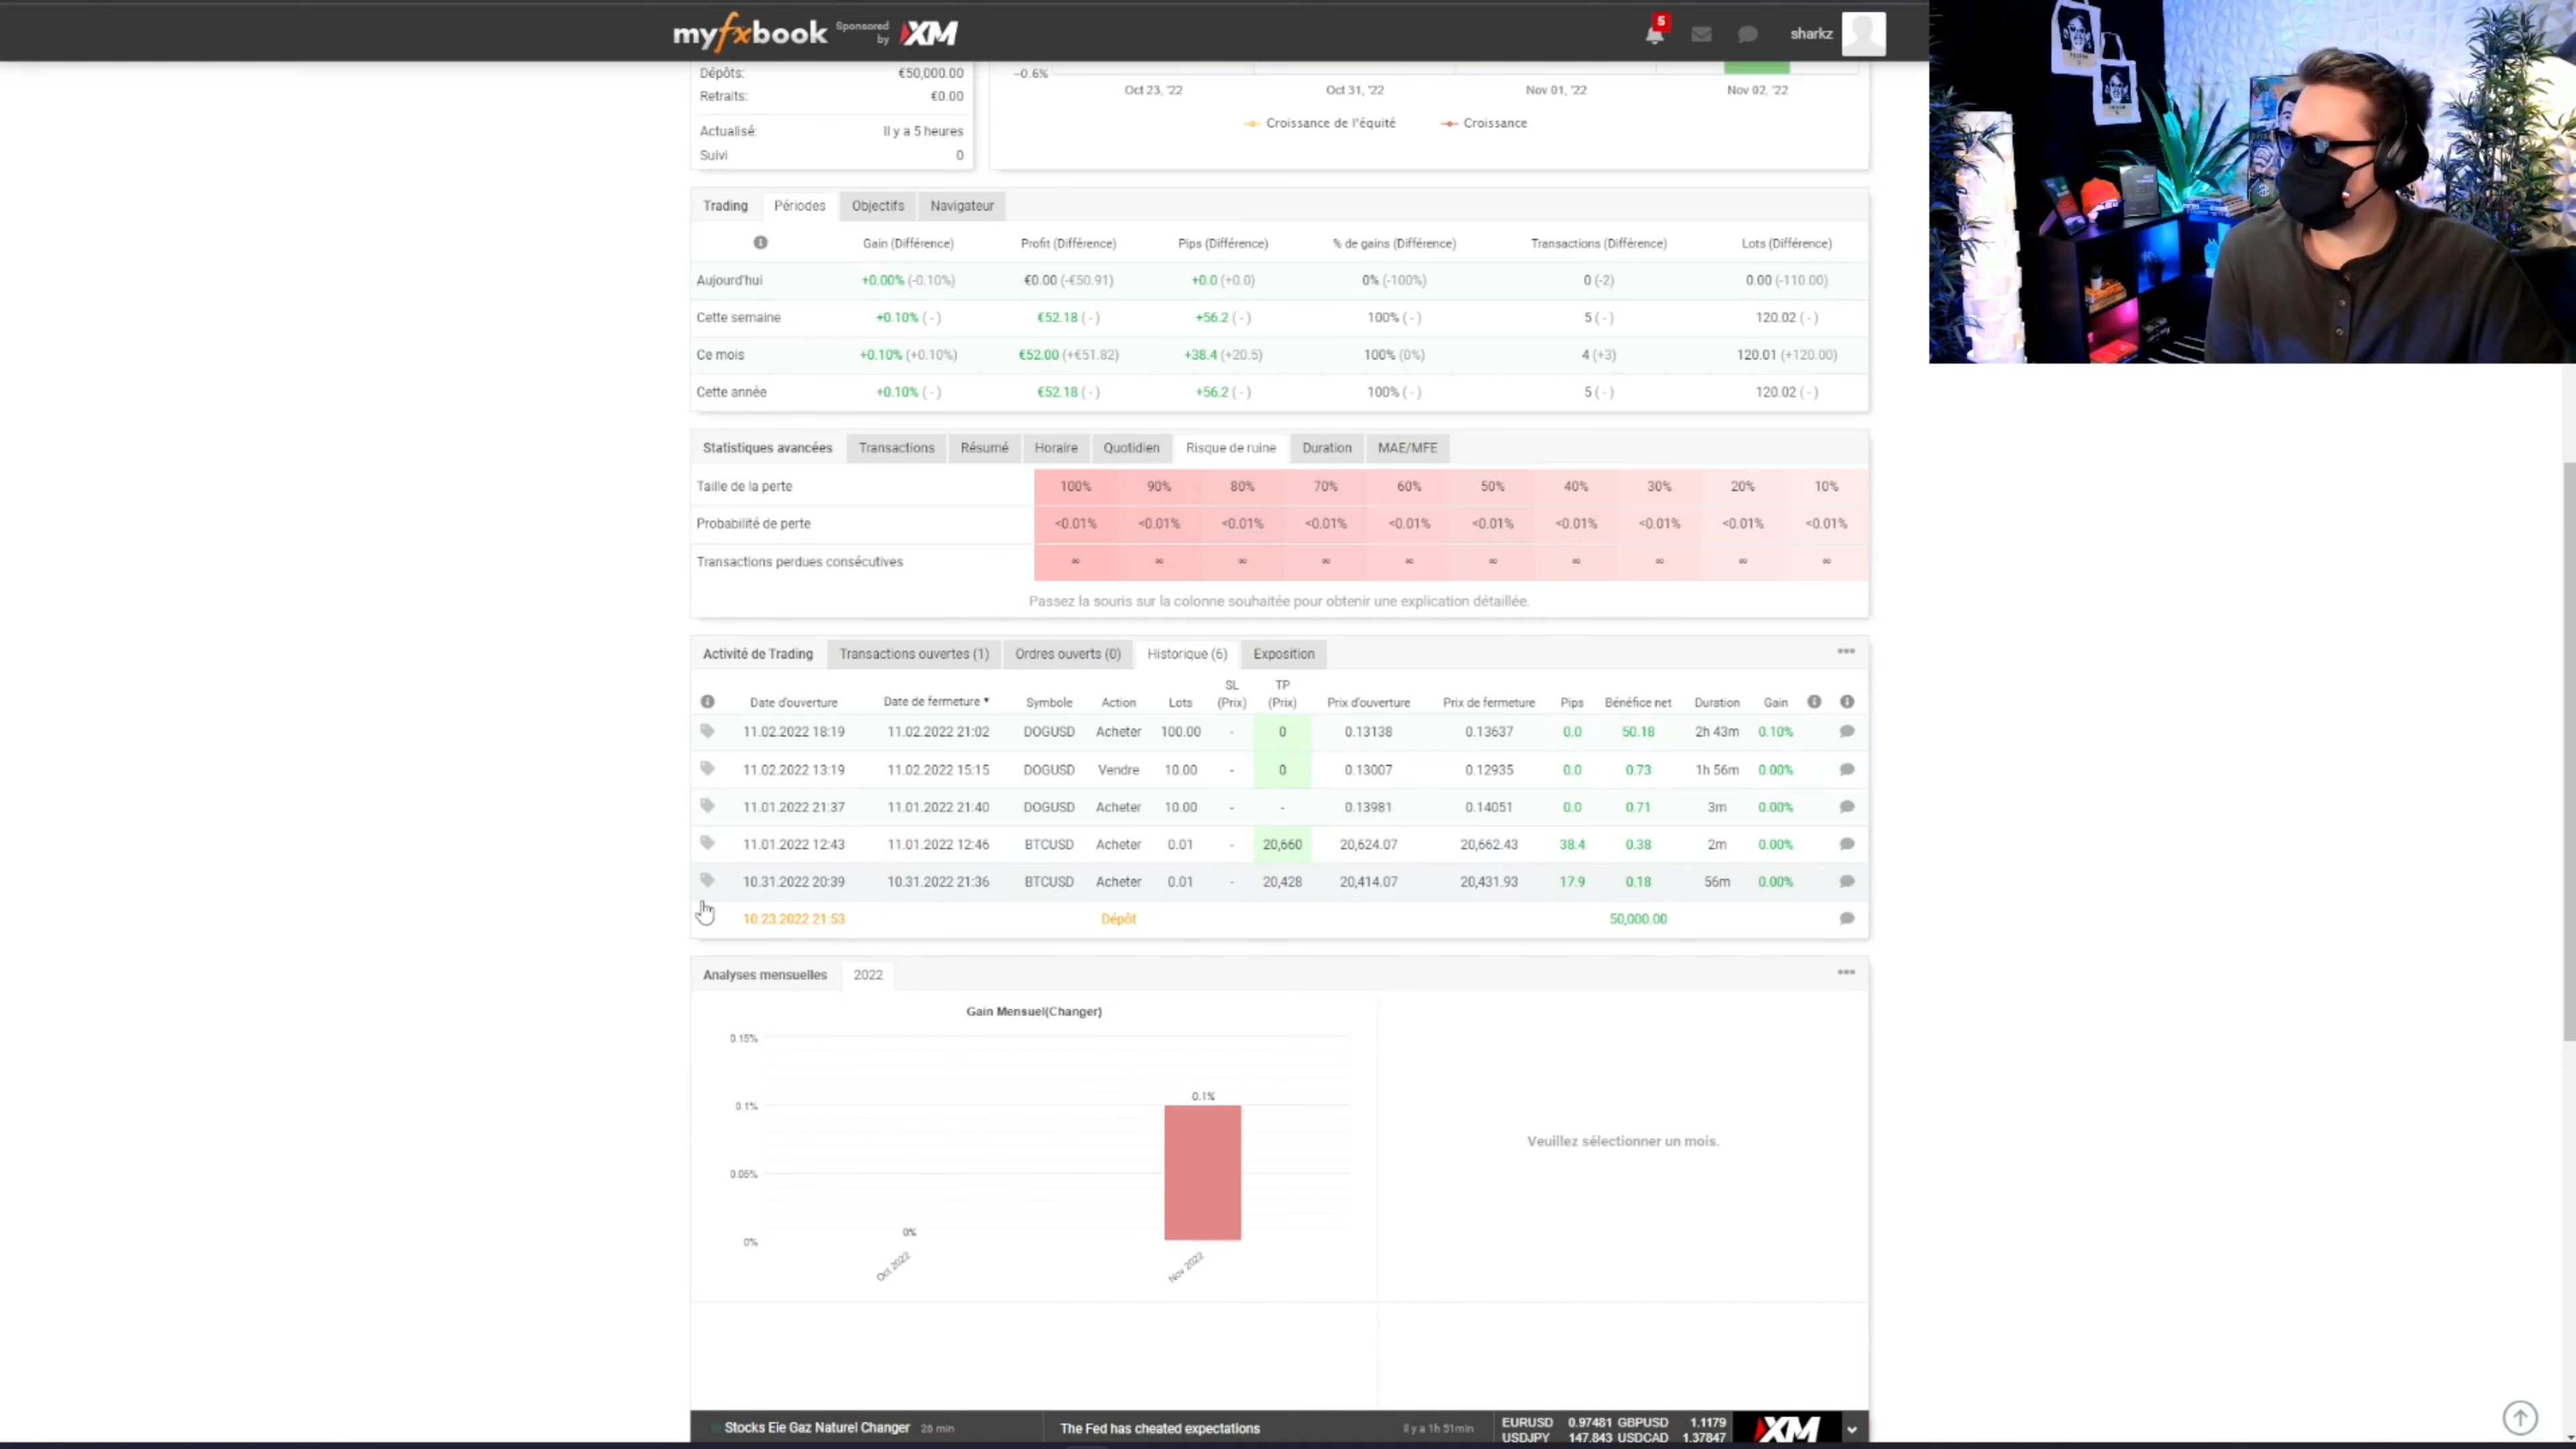 myfxbook Sponsored by XM 5 sharkz
Dépôts: €50,000.00
Retraits: €0.00
Actualisé: Il y a 5 heures
Suivi 0
-0.6%
Oct 23, '22 Oct 31, '22 Nov 01, '22 Nov 02, '22
Croissance de l'équité Croissance
Trading Périodes Objectifs Navigateur
Gain (Différence) Profit (Différence) Pips (Différence) % de gains (Différence) Transactions (Différence) Lots (Différence)
Aujourd'hui +0.00% (-0.10%) €0.00 (-€50.91) +0.0 (+0.0) 0% (-100%) 0 (-2) 0.00 (-110.00)
Cette semaine +0.10% ( - ) €52.18 ( - ) +56.2 ( - ) 100% ( - ) 5 ( - ) 120.02 ( - )
Ce mois +0.10% (+0.10%) €52.00 (+€51.82) +38.4 (+20.5) 100% (0%) 4 (+3) 120.01 (+120.00)
Cette année +0.10% ( - ) €52.18 ( - ) +56.2 ( - ) 100% ( - ) 5 ( - ) 120.02 ( - )
Statistiques avancées Transactions Résumé Horaire Quotidien Risque de ruine Duration MAE/MFE
Taille de la perte 100% 90% 80% 70% 60% 50% 40% 30% 20% 10%
Probabilité de perte <0.01% <0.01% <0.01% <0.01% <0.01% <0.01% <0.01% <0.01% <0.01% <0.01%
Transactions perdues consécutives ∞ ∞ ∞ ∞ ∞ ∞ ∞ ∞ ∞ ∞
Passez la souris sur la colonne souhaitée pour obtenir une explication détaillée.
Activité de Trading Transactions ouvertes (1) Ordres ouverts (0) Historique (6) Exposition
Date d'ouverture Date de fermeture Symbole Action Lots SL (Prix) TP (Prix) Prix d'ouverture Prix de fermeture Pips Bénéfice net Duration Gain
11.02.2022 18:19 11.02.2022 21:02 DOGUSD Acheter 100.00 - 0 0.13138 0.13637 0.0 50.18 2h 43m 0.10%
11.02.2022 13:19 11.02.2022 15:15 DOGUSD Vendre 10.00 - 0 0.13007 0.12935 0.0 0.73 1h 56m 0.00%
11.01.2022 21:37 11.01.2022 21:40 DOGUSD Acheter 10.00 - - 0.13981 0.14051 0.0 0.71 3m 0.00%
11.01.2022 12:43 11.01.2022 12:46 BTCUSD Acheter 0.01 - 20,660 20,624.07 20,662.43 38.4 0.38 2m 0.00%
10.31.2022 20:39 10.31.2022 21:36 BTCUSD Acheter 0.01 - 20,428 20,414.07 20,431.93 17.9 0.18 56m 0.00%
10.23.2022 21:53 Dépôt 50,000.00
Analyses mensuelles 2022
Gain Mensuel(Changer)
0.15%
0.1%
0.1%
0.05%
0%
0%
Oct 2022 Nov 2022
Veuillez sélectionner un mois.
Stocks Eie Gaz Naturel Changer 26 min The Fed has cheated expectations il y a 1h 51min EURUSD 0.97481 GBPUSD 1.1179 XM
USDJPY 147.843 USDCAD 1.37847